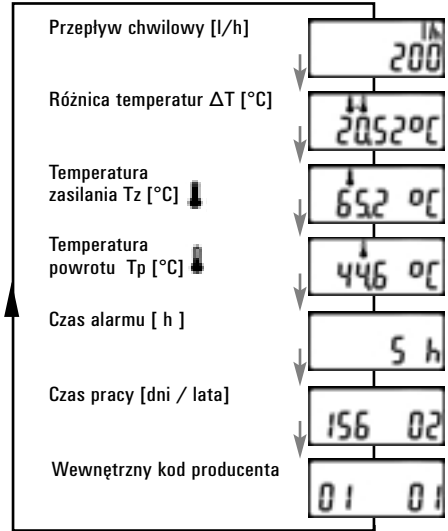 Przepływ chwilowy [l/h]
l/h
200
Różnica temperatur ΔT [°C]
20.52°C
Temperatura
zasilania Tz [°C]
65.2 °C
Temperatura
powrotu Tp [°C]
44.6 °C
Czas alarmu [ h ]
5 h
Czas pracy [dni / lata]
156 02
Wewnętrzny kod producenta
01 01